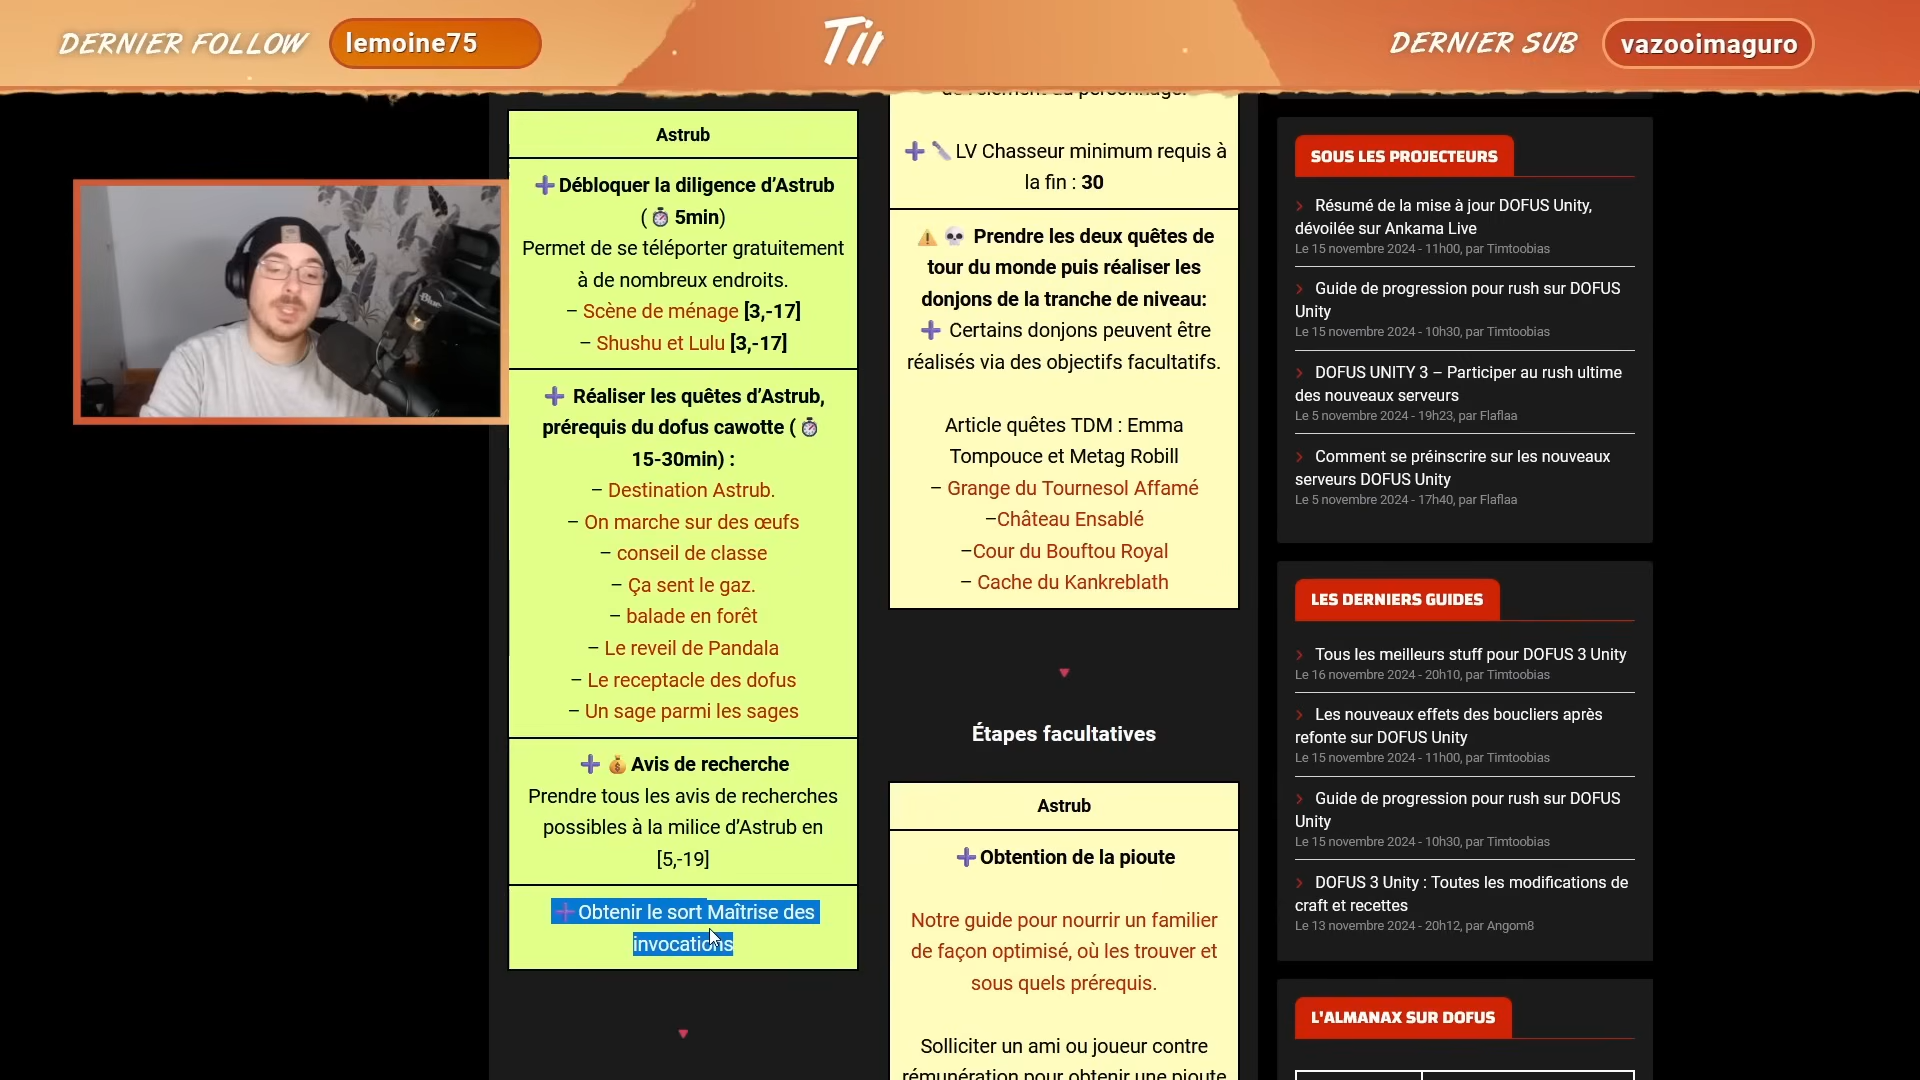 DERNIER FOLLOW
lemoine75
DERNIER SUB
vazooimaguro
Astrub
Débloquer la diligence d’Astrub
( 5min)
Permet de se téléporter gratuitement
à de nombreux endroits.
– Scène de ménage [3,-17]
– Shushu et Lulu [3,-17]
Réaliser les quêtes d’Astrub,
prérequis du dofus cawotte (
15-30min) :
– Destination Astrub.
– On marche sur des œufs
– conseil de classe
– Ça sent le gaz.
– balade en forêt
– Le reveil de Pandala
– Le receptacle des dofus
– Un sage parmi les sages
Avis de recherche
Prendre tous les avis de recherches
possibles à la milice d’Astrub en
[5,-19]
Obtenir le sort Maîtrise des
invocations
de l'élément du personnage.
LV Chasseur minimum requis à
la fin : 30
Prendre les deux quêtes de
tour du monde puis réaliser les
donjons de la tranche de niveau:
Certains donjons peuvent être
réalisés via des objectifs facultatifs.
Article quêtes TDM : Emma
Tompouce et Metag Robill
– Grange du Tournesol Affamé
–Château Ensablé
–Cour du Bouftou Royal
– Cache du Kankreblath
Étapes facultatives
Astrub
Obtention de la pioute
Notre guide pour nourrir un familier
de façon optimisé, où les trouver et
sous quels prérequis.
Solliciter un ami ou joueur contre
rémunération pour obtenir une pioute
SOUS LES PROJECTEURS
Résumé de la mise à jour DOFUS Unity,
dévoilée sur Ankama Live
Le 15 novembre 2024 - 11h00, par Timtoobias
Guide de progression pour rush sur DOFUS
Unity
Le 15 novembre 2024 - 10h30, par Timtoobias
DOFUS UNITY 3 – Participer au rush ultime
des nouveaux serveurs
Le 5 novembre 2024 - 19h23, par Flaflaa
Comment se préinscrire sur les nouveaux
serveurs DOFUS Unity
Le 5 novembre 2024 - 17h40, par Flaflaa
LES DERNIERS GUIDES
Tous les meilleurs stuff pour DOFUS 3 Unity
Le 16 novembre 2024 - 20h10, par Timtoobias
Les nouveaux effets des boucliers après
refonte sur DOFUS Unity
Le 15 novembre 2024 - 11h00, par Timtoobias
Guide de progression pour rush sur DOFUS
Unity
Le 15 novembre 2024 - 10h30, par Timtoobias
DOFUS 3 Unity : Toutes les modifications de
craft et recettes
Le 13 novembre 2024 - 20h12, par Angom8
L'ALMANAX SUR DOFUS